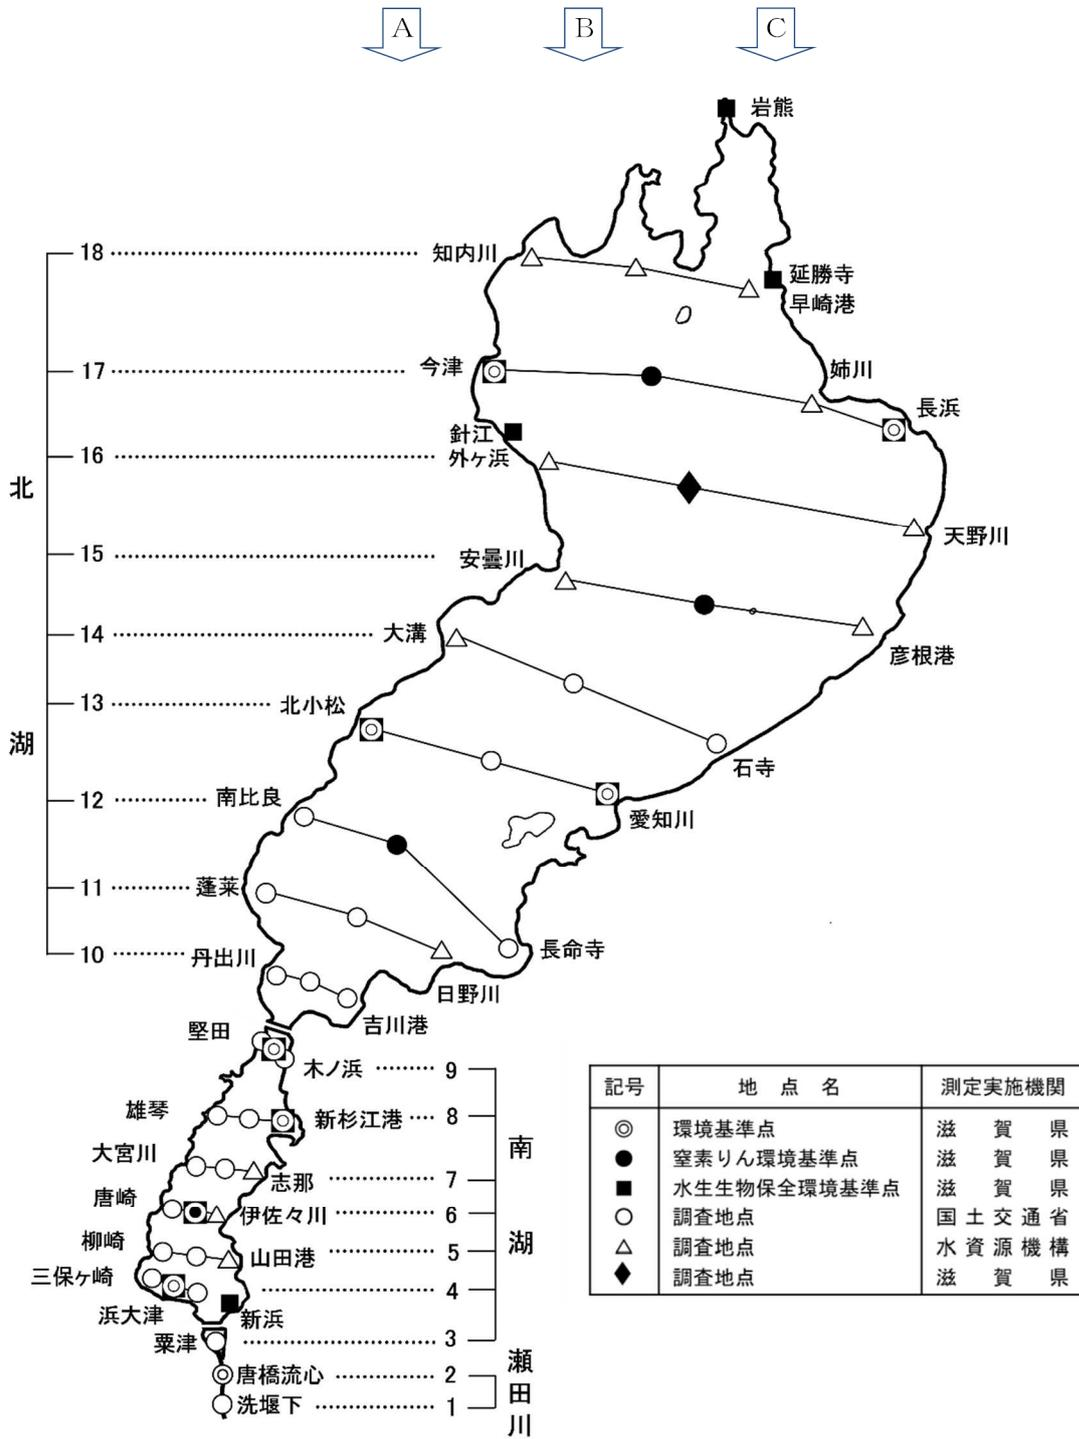 A B C
岩熊
18 知内川
延勝寺
早崎港
17 今津
姉川
長浜
針江
16 外ヶ浜
天野川
15 安曇川
14 大溝
彦根港
13 北小松
石寺
12 南比良
愛知川
11 蓬莱
10 丹出川
長命寺
日野川
吉川港
北
湖
堅田
木ノ浜 9
雄琴
新杉江港 8
大宮川
志那 7
唐崎
伊佐々川 6
柳崎
山田港 5
三保ヶ崎
4
浜大津
新浜
粟津 3
唐橋流心 2
洗堰下 1
南
湖
瀬
田
川
記号 地点名 測定実施機関
◎ 環境基準点 滋賀県
● 窒素りん環境基準点 滋賀県
■ 水生生物保全環境基準点 滋賀県
○ 調査地点 国土交通省
△ 調査地点 水資源機構
◆ 調査地点 滋賀県